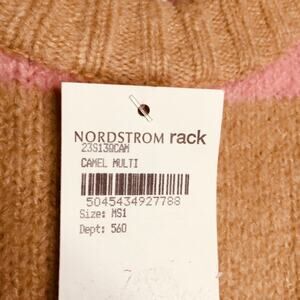 NORDSTROM rack
23S139CAM
CAMEL MULTI
5045434927788
Size: MS1
Dept: 560